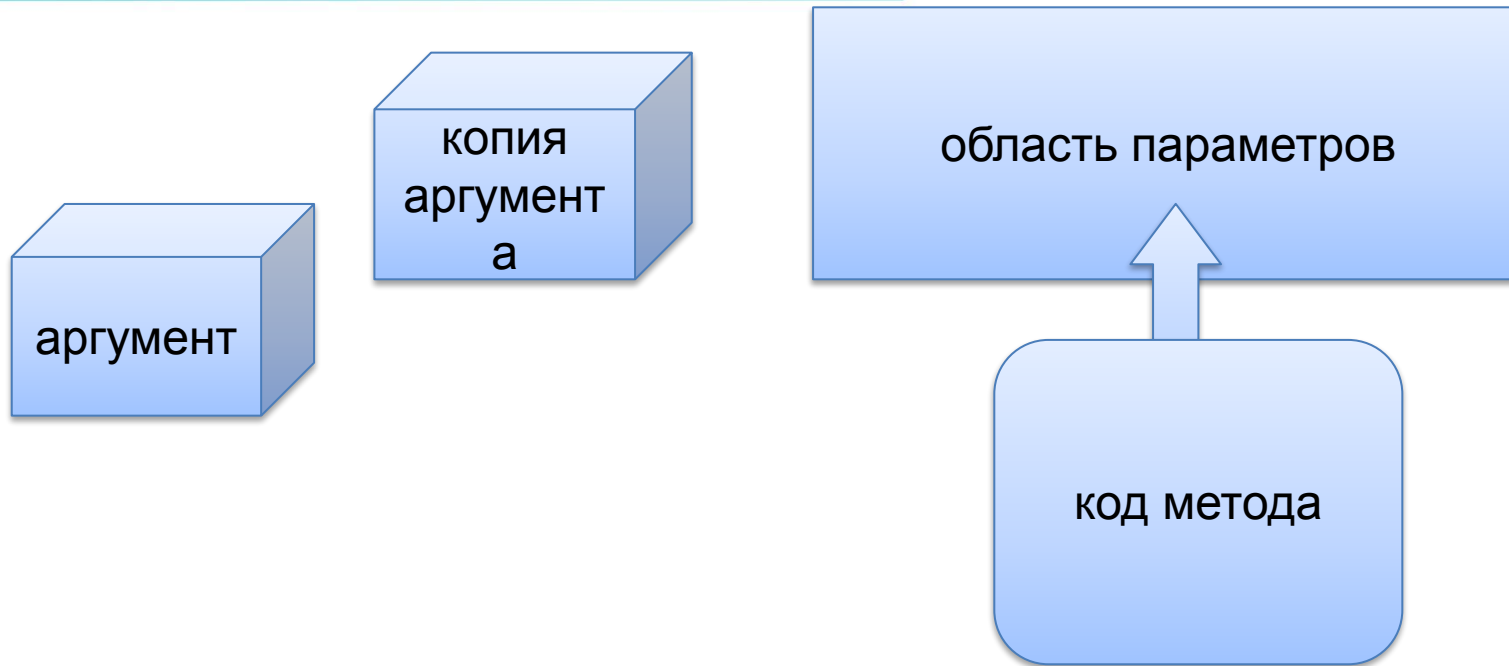 копия
аргумент
а
область параметров
аргумент
код метода